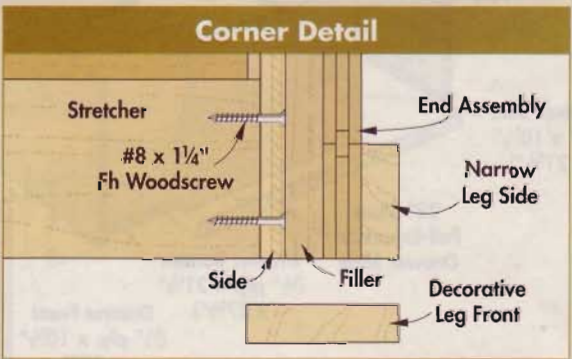 Corner Detail
Stretcher
#8 x 1¼"
Fh Woodscrew
End Assembly
Narrow
Leg Side
Side
Filler
Decorative
Leg Front